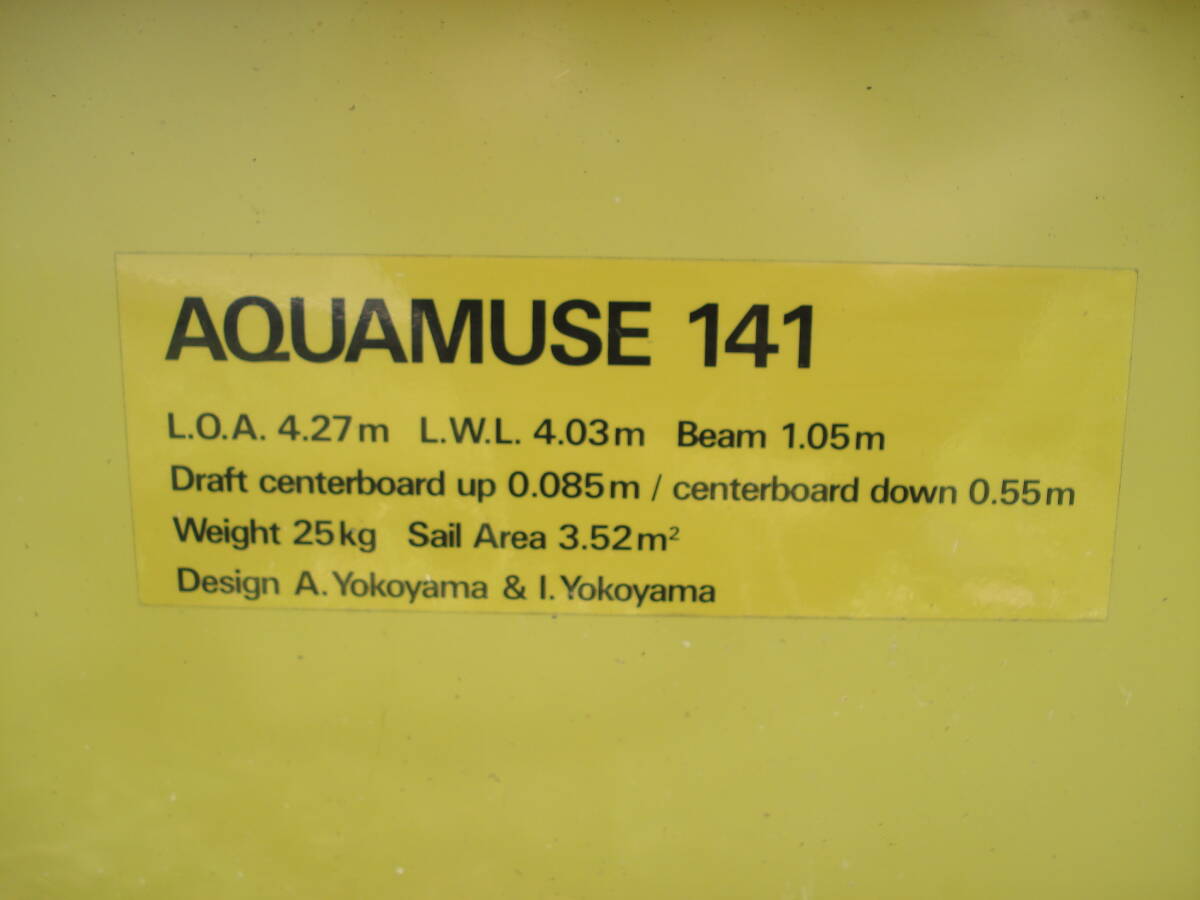 AQUAMUSE 141
L.O.A. 4.27m L.W.L. 4.03m Beam 1.05m
Draft centerboard up 0.085m / centerboard down 0.55m
Weight 25kg Sail Area 3.52m²
Design A. Yokoyama & I. Yokoyama